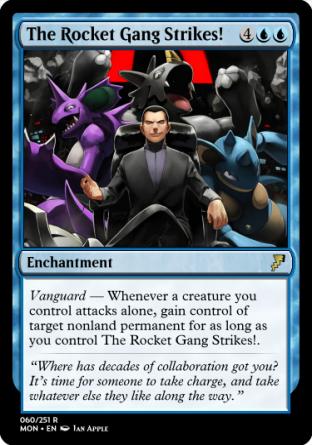 The Rocket Gang Strikes! 4
Enchantment
Vanguard — Whenever a creature you
control attacks alone, gain control of
target nonland permanent for as long as
you control The Rocket Gang Strikes!.
“Where has decades of collaboration got you?
It’s time for someone to take charge, and take
whatever else they like along the way.”
060/251 R
MON • EN Ian Apple